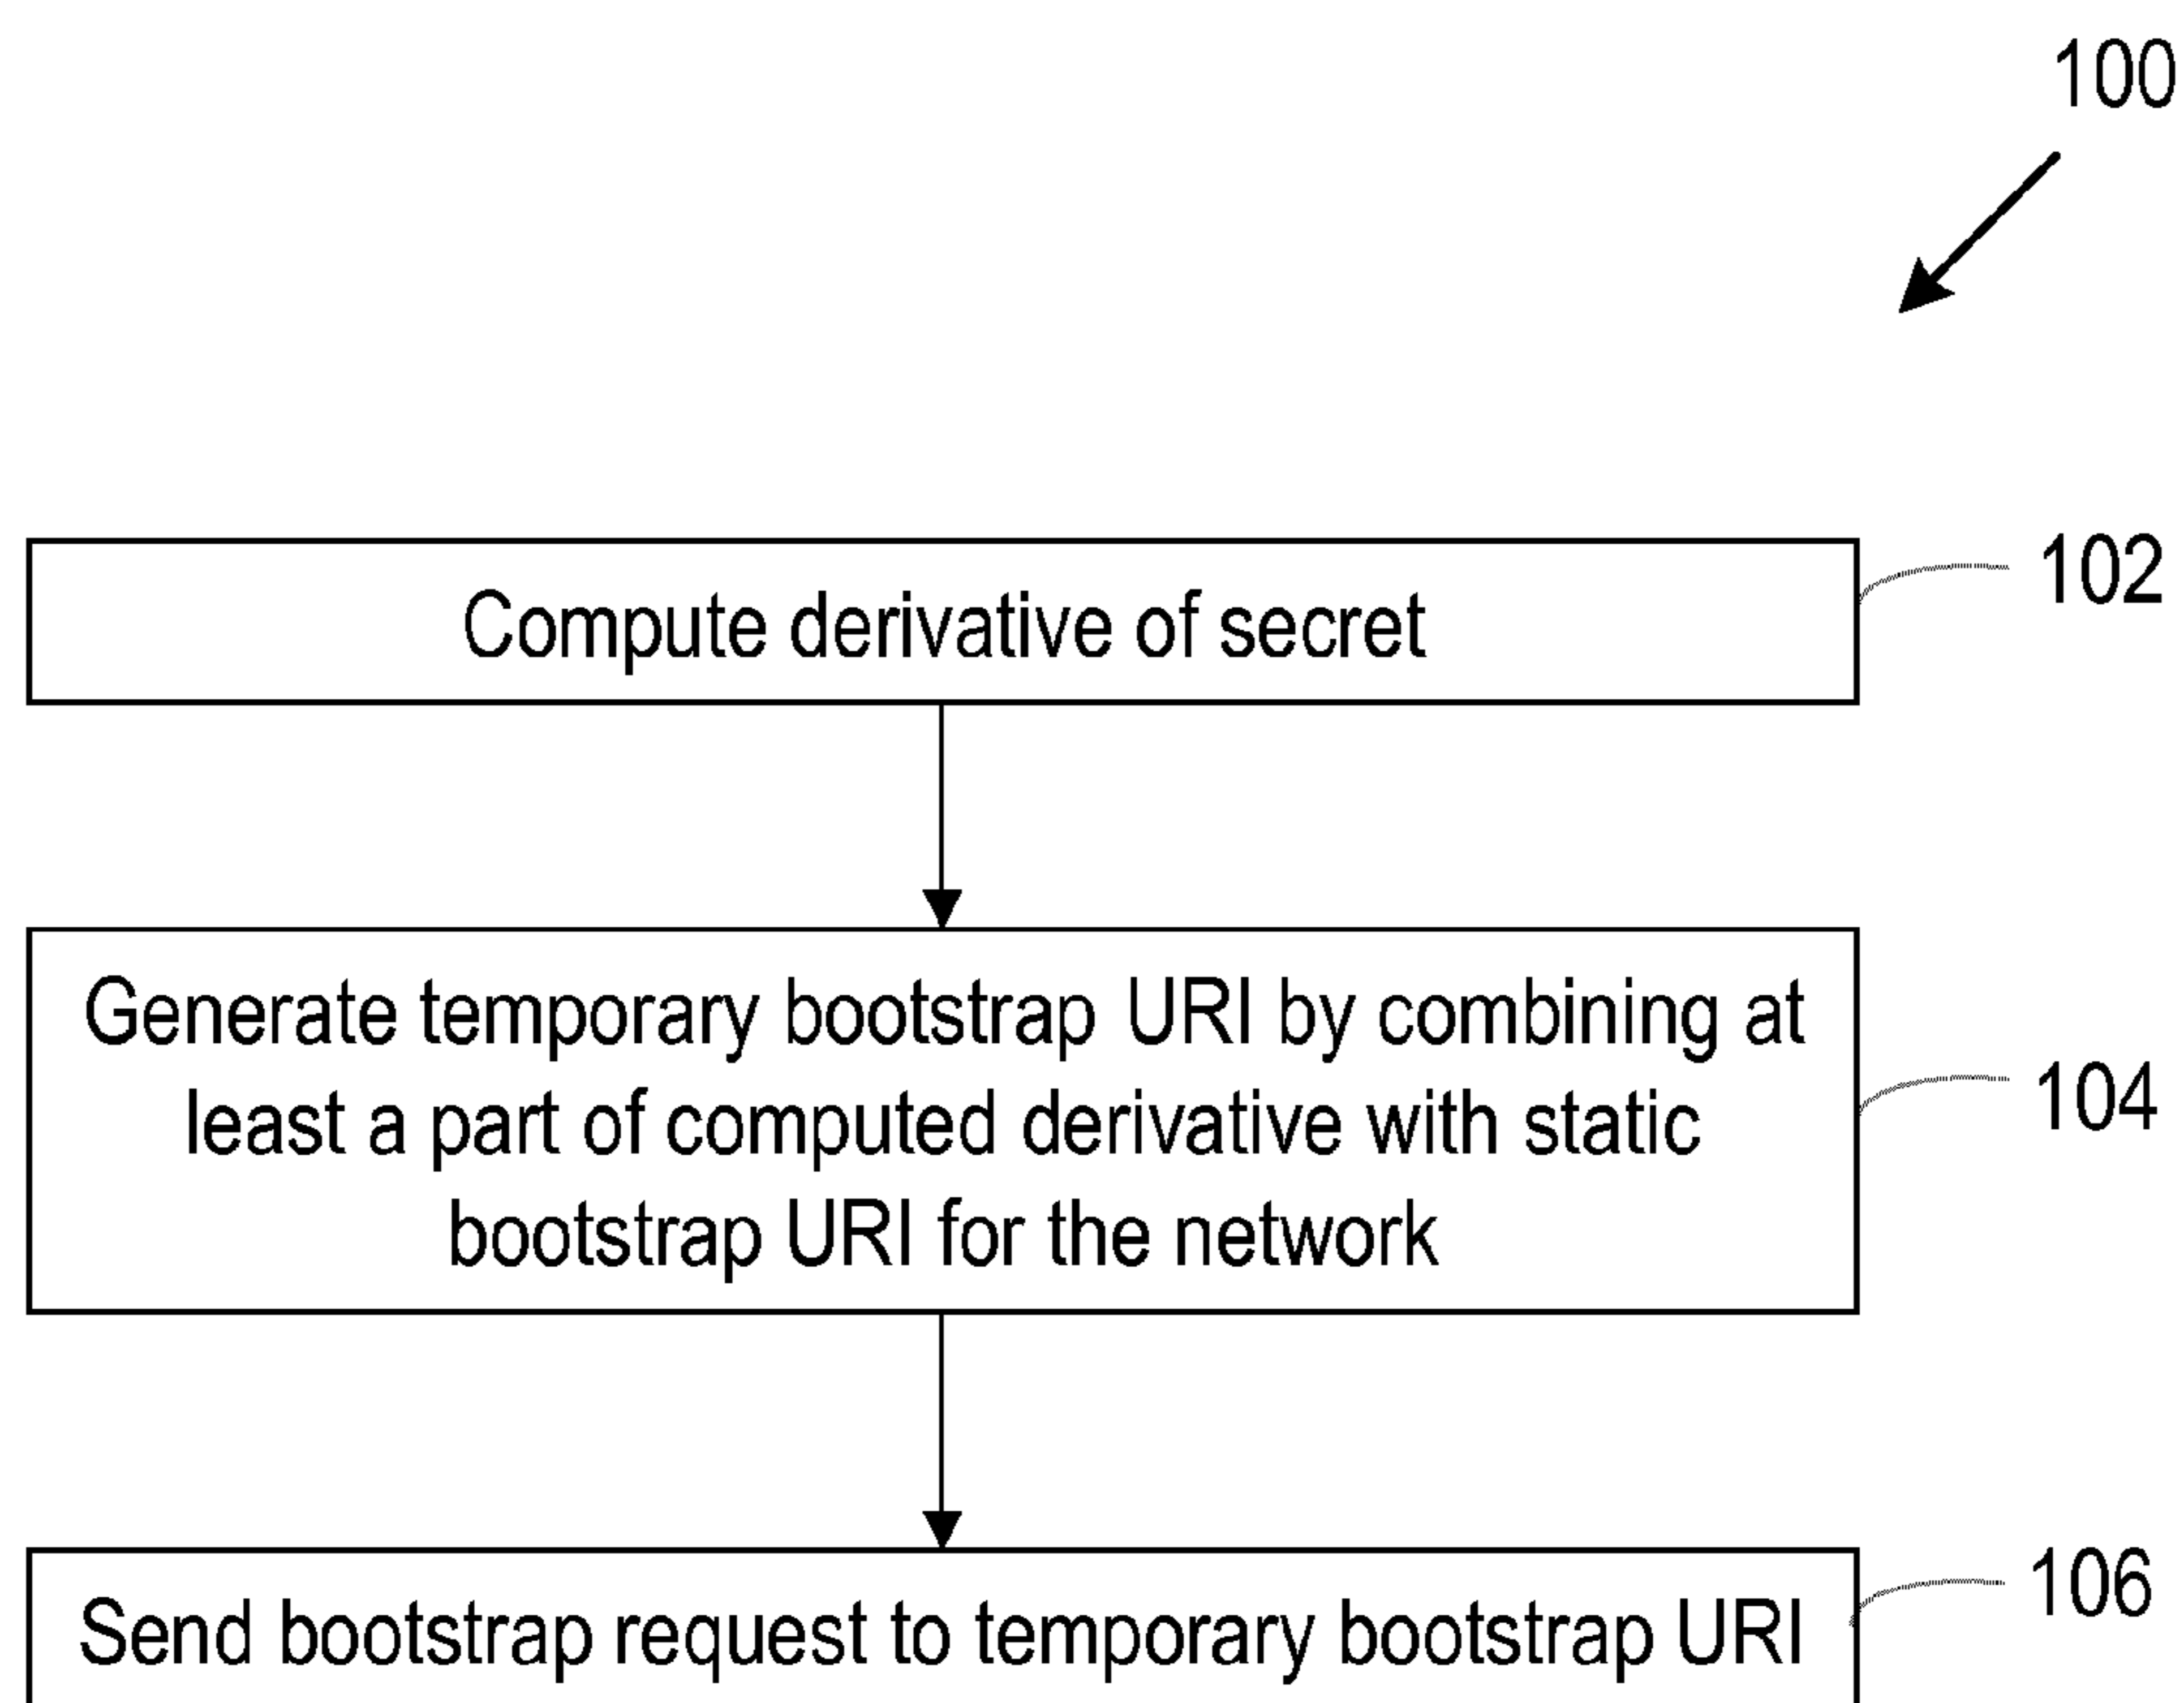 100
Compute derivative of secret
102
Generate temporary bootstrap URI by combining at
least a part of computed derivative with static
bootstrap URI for the network
104
Send bootstrap request to temporary bootstrap URI
106